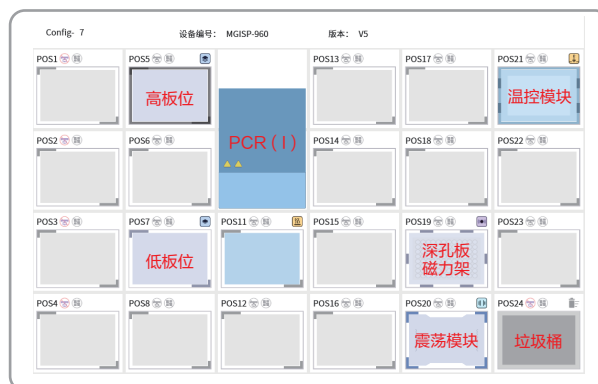 Config- 7 设备编号： MGISP-960 版本： V5
POS1 POS5 POS13 POS17 POS21
高板位 PCR ( I ) 温控模块
POS2 POS6 POS14 POS18 POS22
POS3 POS7 POS11 POS15 POS19 POS23
低板位 深孔板
磁力架
POS4 POS8 POS12 POS16 POS20 POS24
震荡模块 垃圾桶